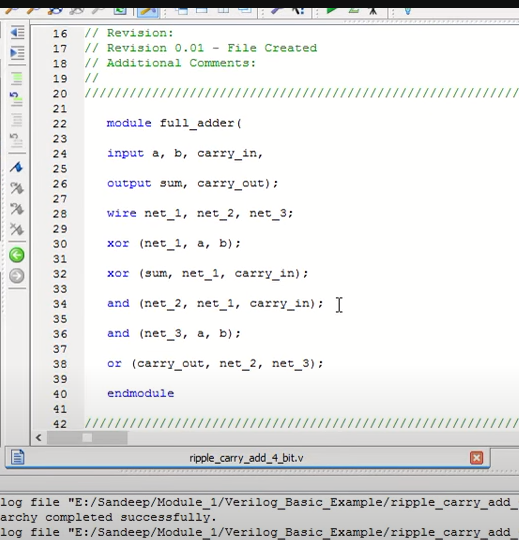 16 // Revision:
17 // Revision 0.01 - File Created
18 // Additional Comments:
19 //
20 //////////////////////////////////////////////////////////
21
22 module full_adder(
23
24 input a, b, carry_in,
25
26 output sum, carry_out);
27
28 wire net_1, net_2, net_3;
29
30 xor (net_1, a, b);
31
32 xor (sum, net_1, carry_in);
33
34 and (net_2, net_1, carry_in);
35
36 and (net_3, a, b);
37
38 or (carry_out, net_2, net_3);
39
40 endmodule
41
42 //////////////////////////////////////////////////////////
ripple_carry_add_4_bit.v
log file "E:/Sandeep/Module_1/Verilog_Basic_Example/ripple_carry_add_
archy completed successfully.
log file "E:/Sandeep/Module_1/Verilog_Basic_Example/ripple_carry_add_